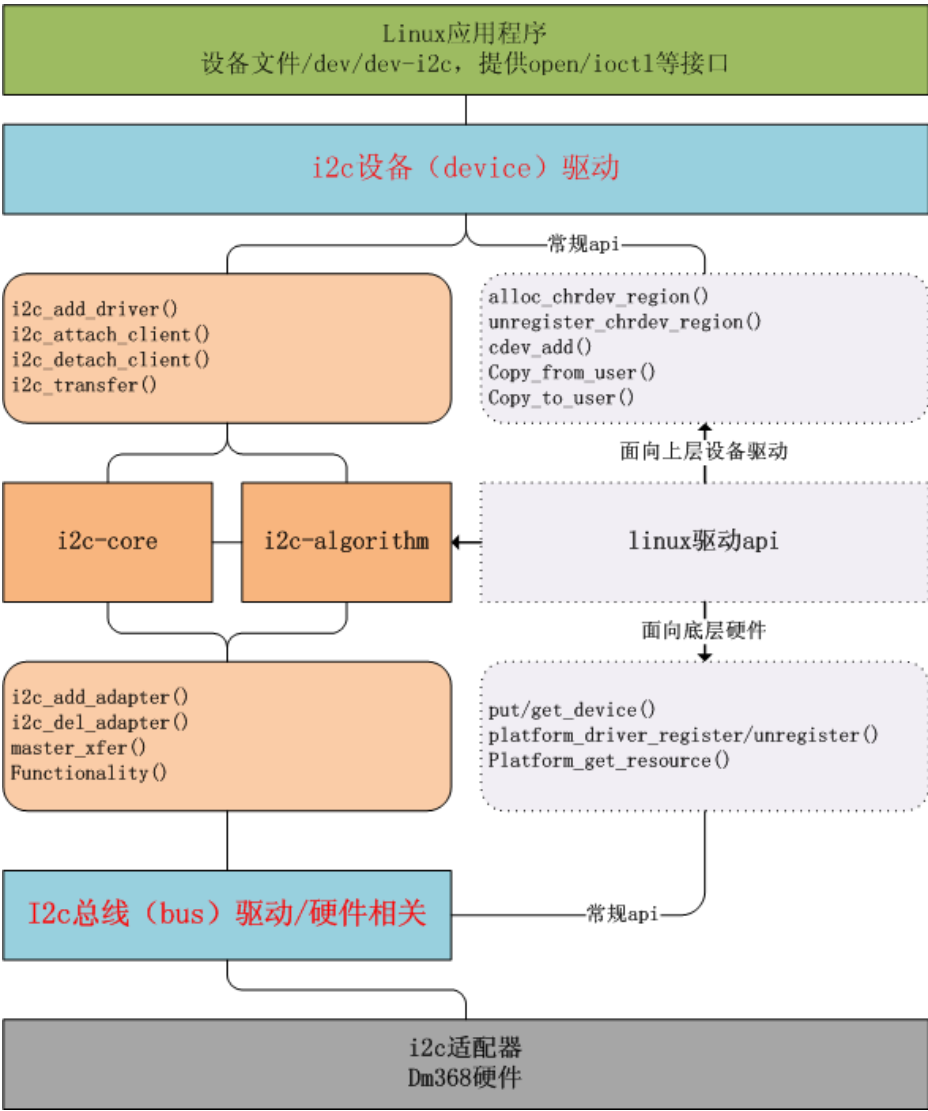 Linux应用程序
设备文件/dev/dev-i2c，提供open/ioctl等接口
i2c设备（device）驱动
常规api
i2c_add_driver()
i2c_attach_client()
i2c_detach_client()
i2c_transfer()
alloc_chrdev_region()
unregister_chrdev_region()
cdev_add()
Copy_from_user()
Copy_to_user()
面向上层设备驱动
i2c-core
i2c-algorithm
linux驱动api
面向底层硬件
i2c_add_adapter()
i2c_del_adapter()
master_xfer()
Functionality()
put/get_device()
platform_driver_register/unregister()
Platform_get_resource()
I2c总线（bus）驱动/硬件相关
常规api
i2c适配器
Dm368硬件